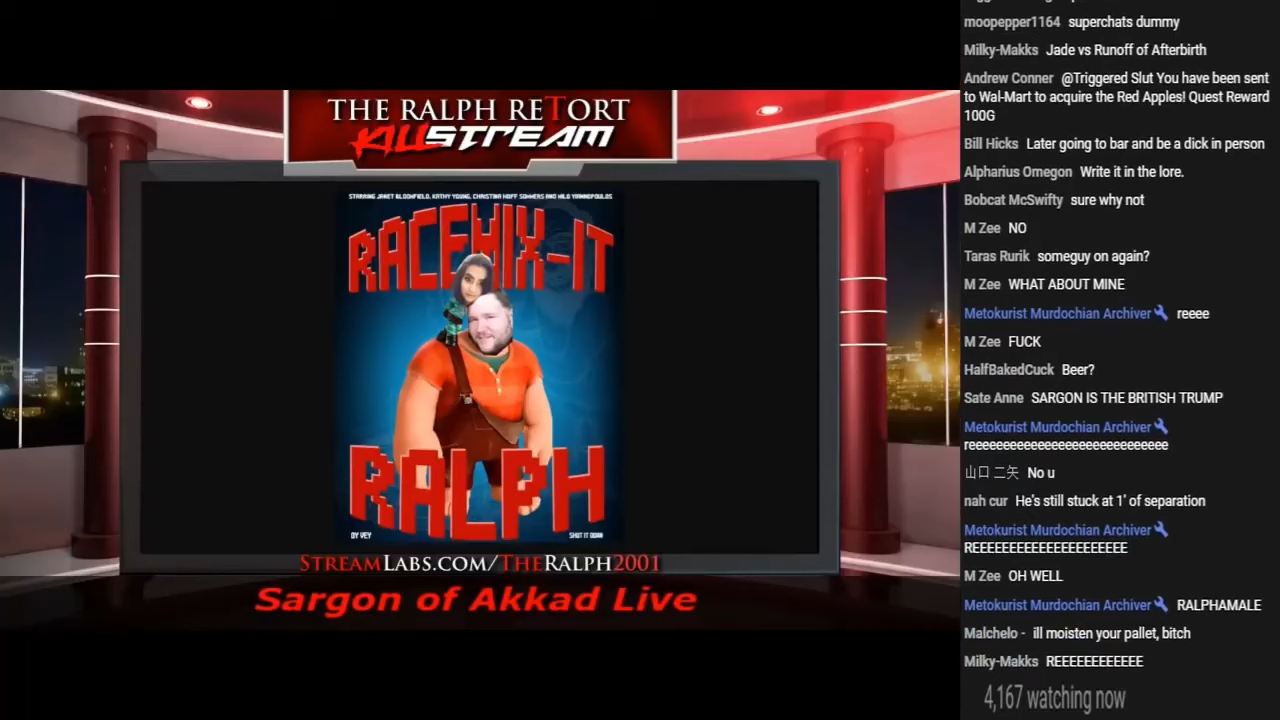 THE RALPH RETORT
KILLSTREAM
STARRING JANET BLOOMFIELD, KATHY YOUNG, CHRISTINA HOFF SOMMERS AND MILO YIANNOPOULOS
RACEMIX-IT
RALPH
OY VEY
SHUT IT DOWN
STREAMLABS.COM/THERALPH2001
Sargon of Akkad Live
moopepper1164 superchats dummy
Milky-Makks Jade vs Runoff of Afterbirth
Andrew Conner @Triggered Slut You have been sent
to Wal-Mart to acquire the Red Apples! Quest Reward
100G
Bill Hicks Later going to bar and be a dick in person
Alpharius Omegon Write it in the lore.
Bobcat McSwifty sure why not
M Zee NO
Taras Rurik someguy on again?
M Zee WHAT ABOUT MINE
Metokurist Murdochian Archiver reeee
M Zee FUCK
HalfBakedCuck Beer?
Sate Anne SARGON IS THE BRITISH TRUMP
Metokurist Murdochian Archiver
reeeeeeeeeeeeeeeeeeeeeeeeeeee
山口 二矢 No u
nah cur He's still stuck at 1' of separation
Metokurist Murdochian Archiver
REEEEEEEEEEEEEEEEEEEEE
M Zee OH WELL
Metokurist Murdochian Archiver RALPHAMALE
Malchelo - ill moisten your pallet, bitch
Milky-Makks REEEEEEEEEEEE
4,167 watching now